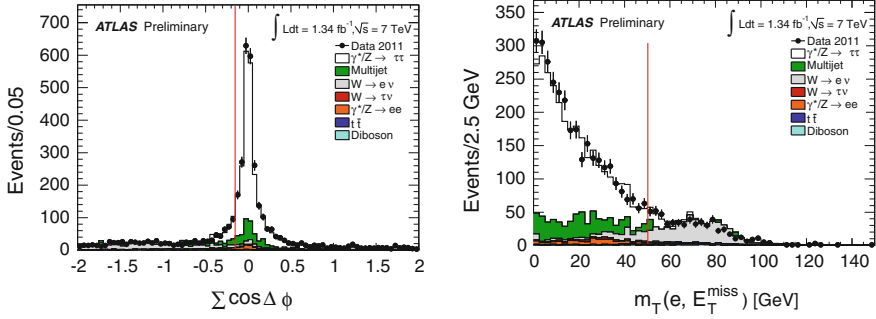 ATLAS Preliminary
∫ Ldt = 1.34 fb⁻¹,√s = 7 TeV
Data 2011
γ*/Z → ττ
Multijet
W → e ν
W → τν
γ*/Z → ee
t t̄
Diboson
Events/0.05
700
600
500
400
300
200
100
0
-2 -1.5 -1 -0.5 0 0.5 1 1.5 2
∑ cos Δ ϕ
ATLAS Preliminary
∫ Ldt = 1.34 fb⁻¹,√s = 7 TeV
Data 2011
γ*/Z → ττ
Multijet
W → e ν
W → τν
γ*/Z → ee
t t̄
Diboson
Events/2.5 GeV
350
300
250
200
150
100
50
0
0 20 40 60 80 100 120 140
m_T(e, E_T^miss) [GeV]